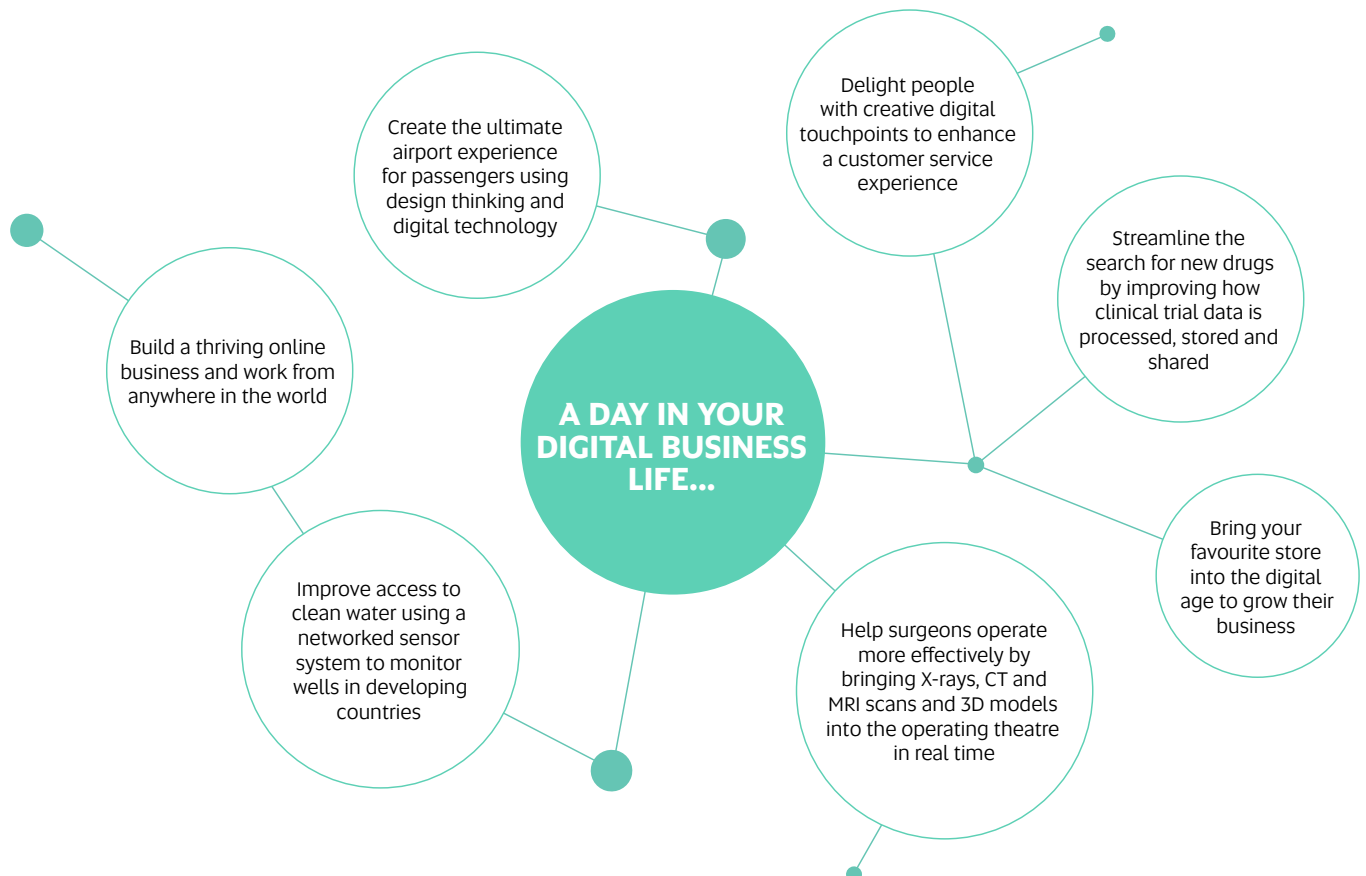 Delight people
with creative digital
touchpoints to enhance
a customer service
experience
Create the ultimate
airport experience
for passengers using
design thinking and
digital technology
Streamline the
search for new drugs
by improving how
clinical trial data is
processed, stored and
shared
Build a thriving online
business and work from
anywhere in the world
A DAY IN YOUR
DIGITAL BUSINESS
LIFE...
Bring your
favourite store
into the digital
age to grow their
business
Improve access to
clean water using a
networked sensor
system to monitor
wells in developing
countries
Help surgeons operate
more effectively by
bringing X-rays, CT and
MRI scans and 3D models
into the operating theatre
in real time